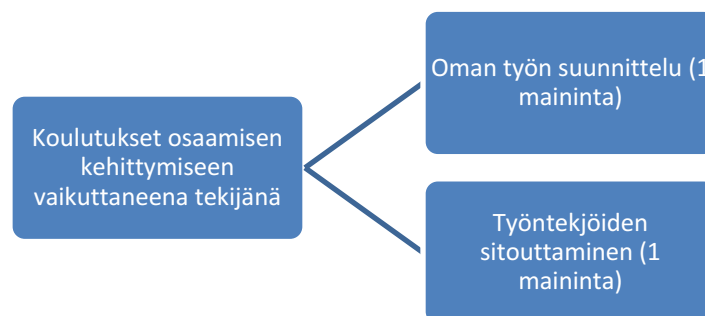 Koulutukset osaamisen
kehittymiseen
vaikuttaneena tekijänä
Oman työn suunnittelu (1
maininta)
Työntekjöiden
sitouttaminen (1
maininta)